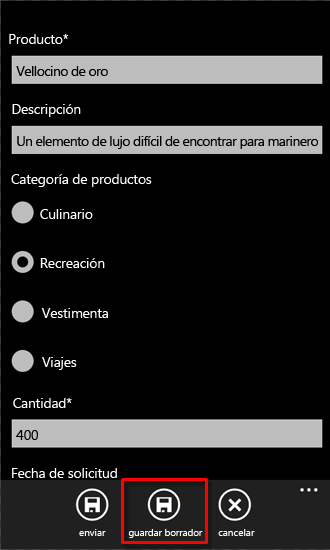 Producto*
Vellocino de oro
Descripción
Un elemento de lujo difícil de encontrar para marinero
Categoría de productos
Culinario
Recreación
Vestimenta
Viajes
Cantidad*
400
Fecha de solicitud
enviar guardar borrador cancelar